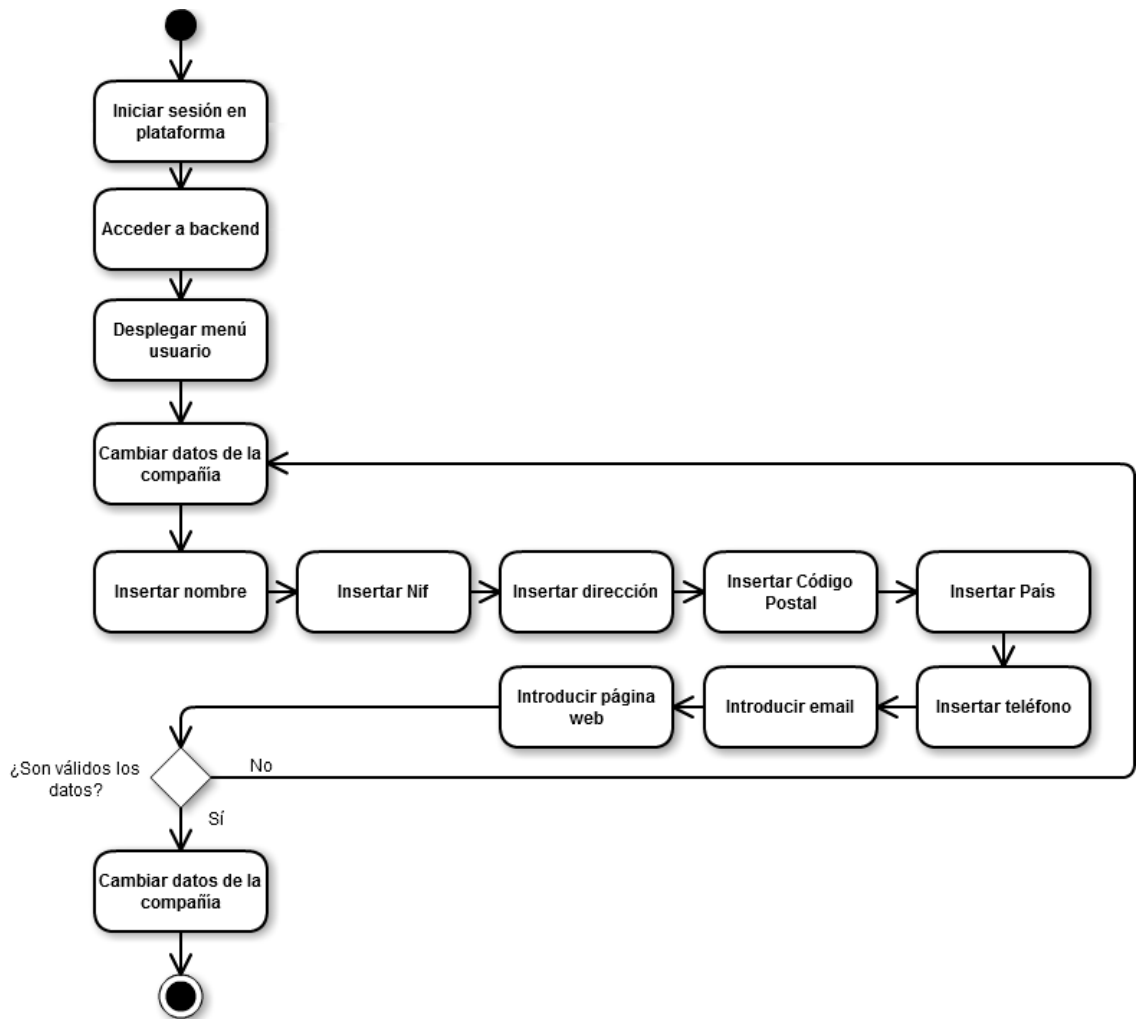 Iniciar sesión en
plataforma
Acceder a backend
Desplegar menú
usuario
Cambiar datos de la
compañía
Insertar nombre
Insertar Nif
Insertar dirección
Insertar Código
Postal
Insertar País
Insertar teléfono
Introducir email
Introducir página
web
¿Son válidos los
datos?
No
Sí
Cambiar datos de la
compañía